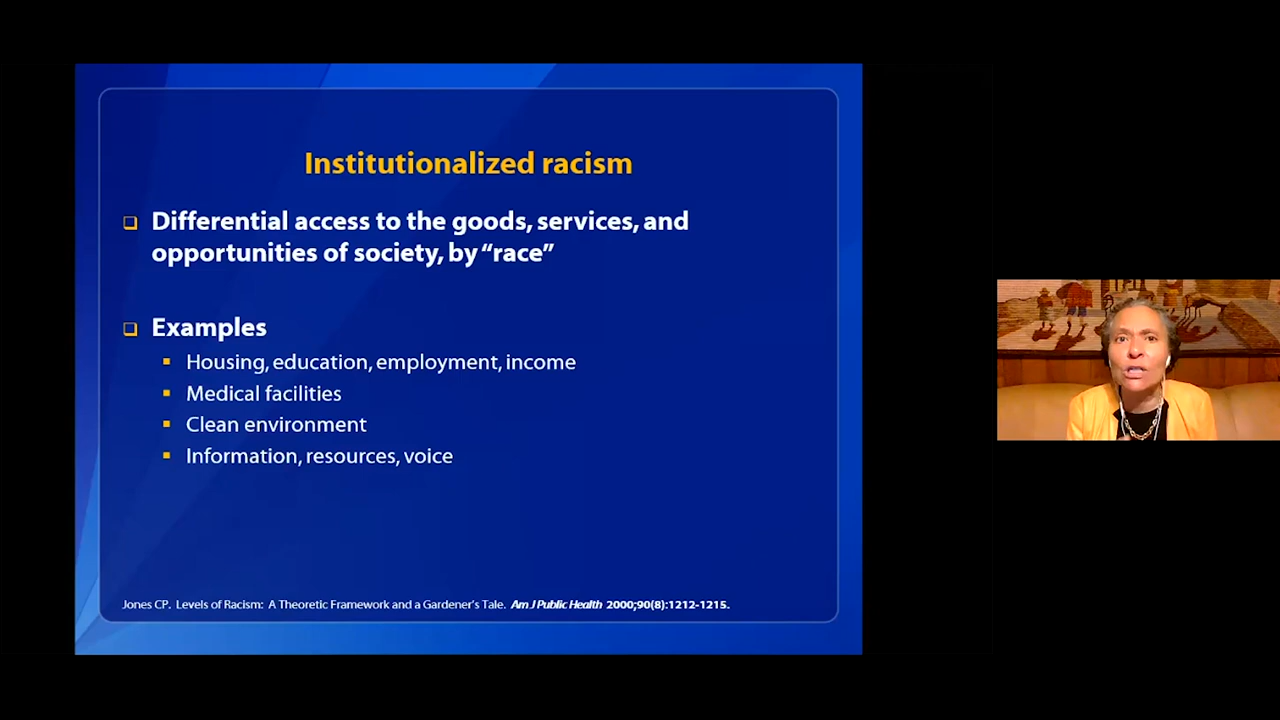 Institutionalized racism
Differential access to the goods, services, and
opportunities of society, by “race”
Examples
Housing, education, employment, income
Medical facilities
Clean environment
Information, resources, voice
Jones CP. Levels of Racism: A Theoretic Framework and a Gardener’s Tale. Am J Public Health 2000;90(8):1212-1215.